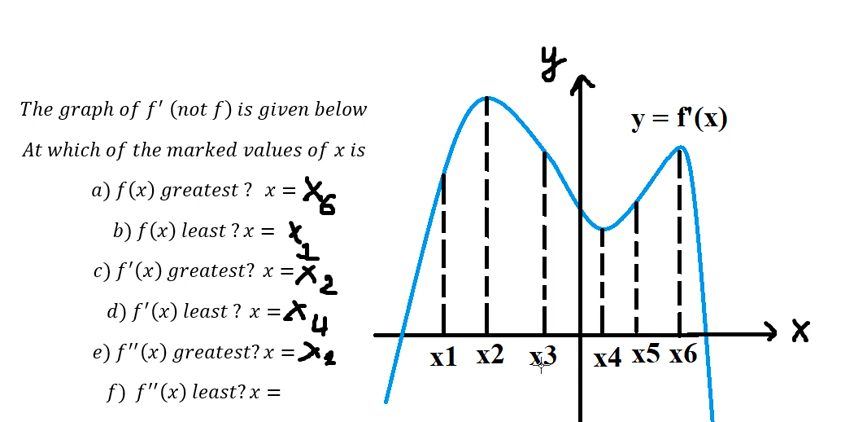 The graph of f′ (not f) is given below
At which of the marked values of x is
a) f(x) greatest ? x = x6
b) f(x) least ? x = x1
c) f′(x) greatest? x = x2
d) f′(x) least ? x = x4
e) f′′(x) greatest? x =
f) f′′(x) least? x =
y
y = f'(x)
x
x1 x2 x3 x4 x5 x6